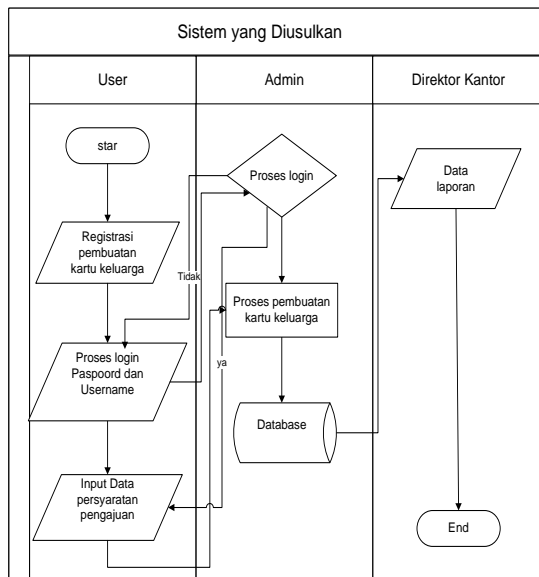 Sistem yang Diusulkan
User
Admin
Direktor Kantor
star
Registrasi
pembuatan
kartu keluarga
Proses login
Paspoord dan
Username
Input Data
persyaratan
pengajuan
Proses login
Tidak
ya
Proses pembuatan
kartu keluarga
Database
Data
laporan
End